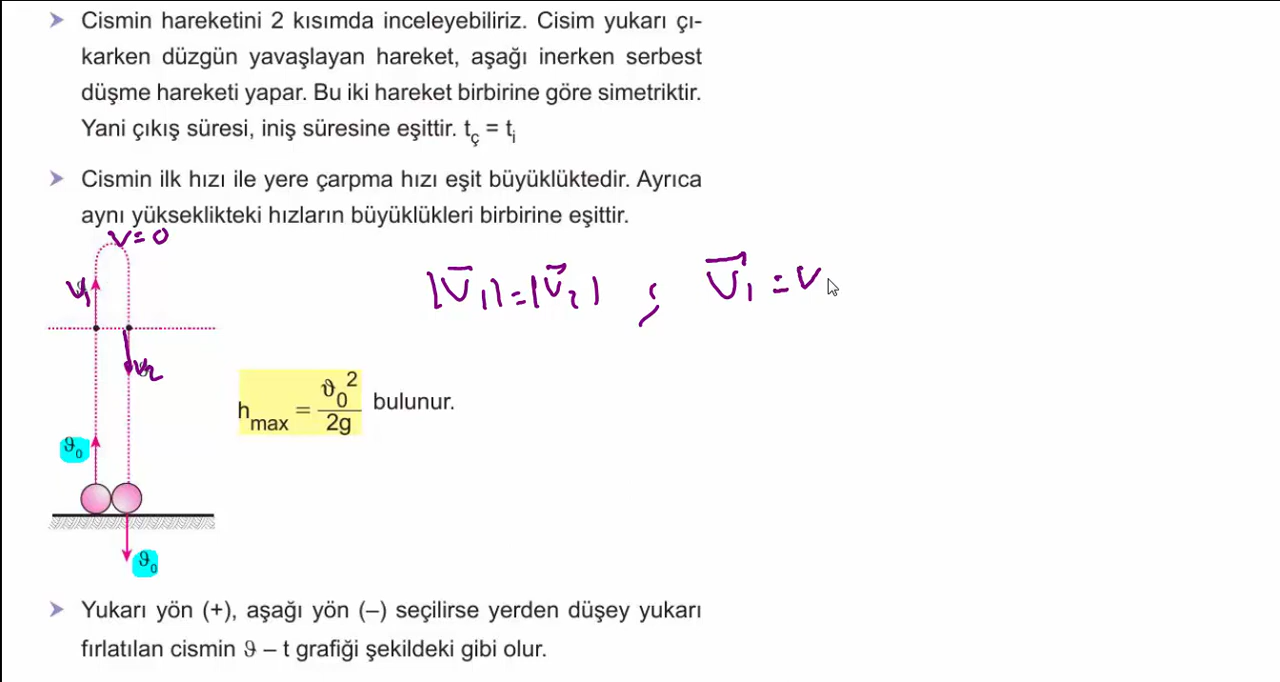 ➤ Cismin hareketini 2 kısımda inceleyebiliriz. Cisim yukarı çı-
karken düzgün yavaşlayan hareket, aşağı inerken serbest
düşme hareketi yapar. Bu iki hareket birbirine göre simetriktir.
Yani çıkış süresi, iniş süresine eşittir. tç = ti
➤ Cismin ilk hızı ile yere çarpma hızı eşit büyüklüktedir. Ayrıca
aynı yükseklikteki hızların büyüklükleri birbirine eşittir.
V=0
V1
|V⃗1|=|V⃗2| ; V⃗1=V
V2
hmax = ϑ0² / 2g bulunur.
ϑ0
ϑ0
➤ Yukarı yön (+), aşağı yön (–) seçilirse yerden düşey yukarı
fırlatılan cismin ϑ – t grafiği şekildeki gibi olur.